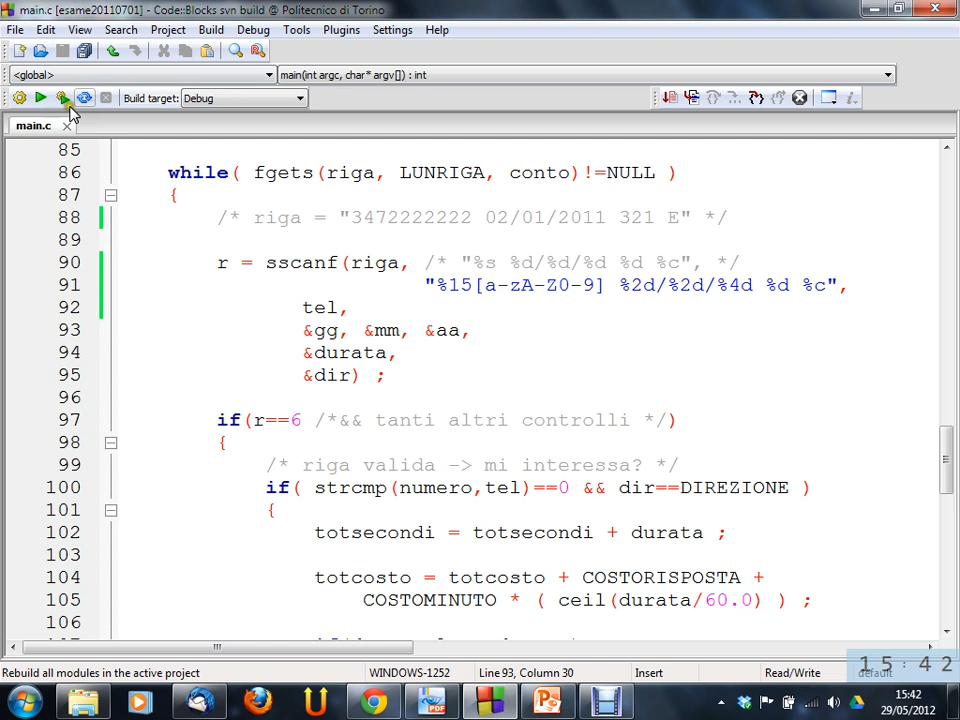 main.c [esame20110701] - Code::Blocks svn build @ Politecnico di Torino
File Edit View Search Project Build Debug Tools Plugins Settings Help
<global> main(int argc, char* argv[]) : int
Build target: Debug
main.c
85
86 while( fgets(riga, LUNRIGA, conto)!=NULL )
87 {
88 /* riga = "3472222222 02/01/2011 321 E" */
89
90 r = sscanf(riga, /* "%s %d/%d/%d %d %c", */
91 "%15[a-zA-Z0-9] %2d/%2d/%4d %d %c",
92 tel,
93 &gg, &mm, &aa,
94 &durata,
95 &dir) ;
96
97 if(r==6 /*&& tanti altri controlli */)
98 {
99 /* riga valida -> mi interessa? */
100 if( strcmp(numero,tel)==0 && dir==DIREZIONE )
101 {
102 totsecondi = totsecondi + durata ;
103
104 totcosto = totcosto + COSTORISPOSTA +
105 COSTOMINUTO * ( ceil(durata/60.0) ) ;
106
Rebuild all modules in the active project WINDOWS-1252 Line 93, Column 30 Insert Read/Write default
15:42
15:42
29/05/2012